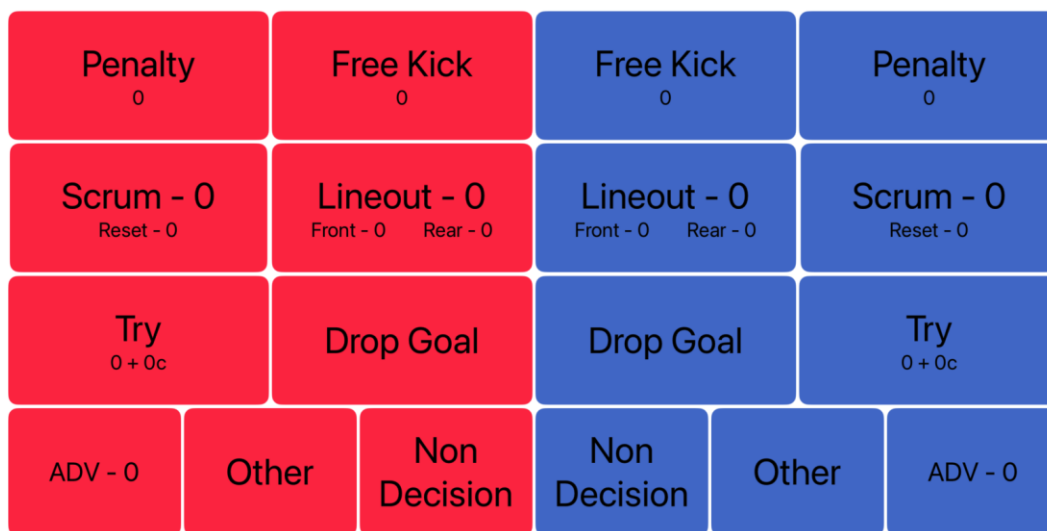 Penalty
0
Free Kick
0
Free Kick
0
Penalty
0
Scrum - 0
Reset - 0
Lineout - 0
Front - 0 Rear - 0
Lineout - 0
Front - 0 Rear - 0
Scrum - 0
Reset - 0
Try
0 + 0c
Drop Goal
Drop Goal
Try
0 + 0c
ADV - 0
Other
Non
Decision
Non
Decision
Other
ADV - 0